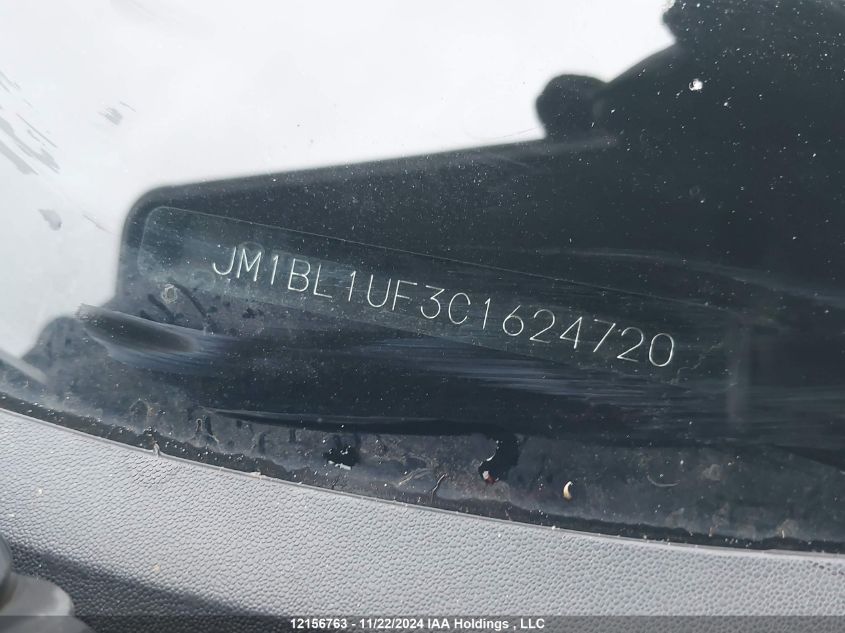 JM1BL1UF3C1624720
12156763 - 11/22/2024 IAA Holdings , LLC